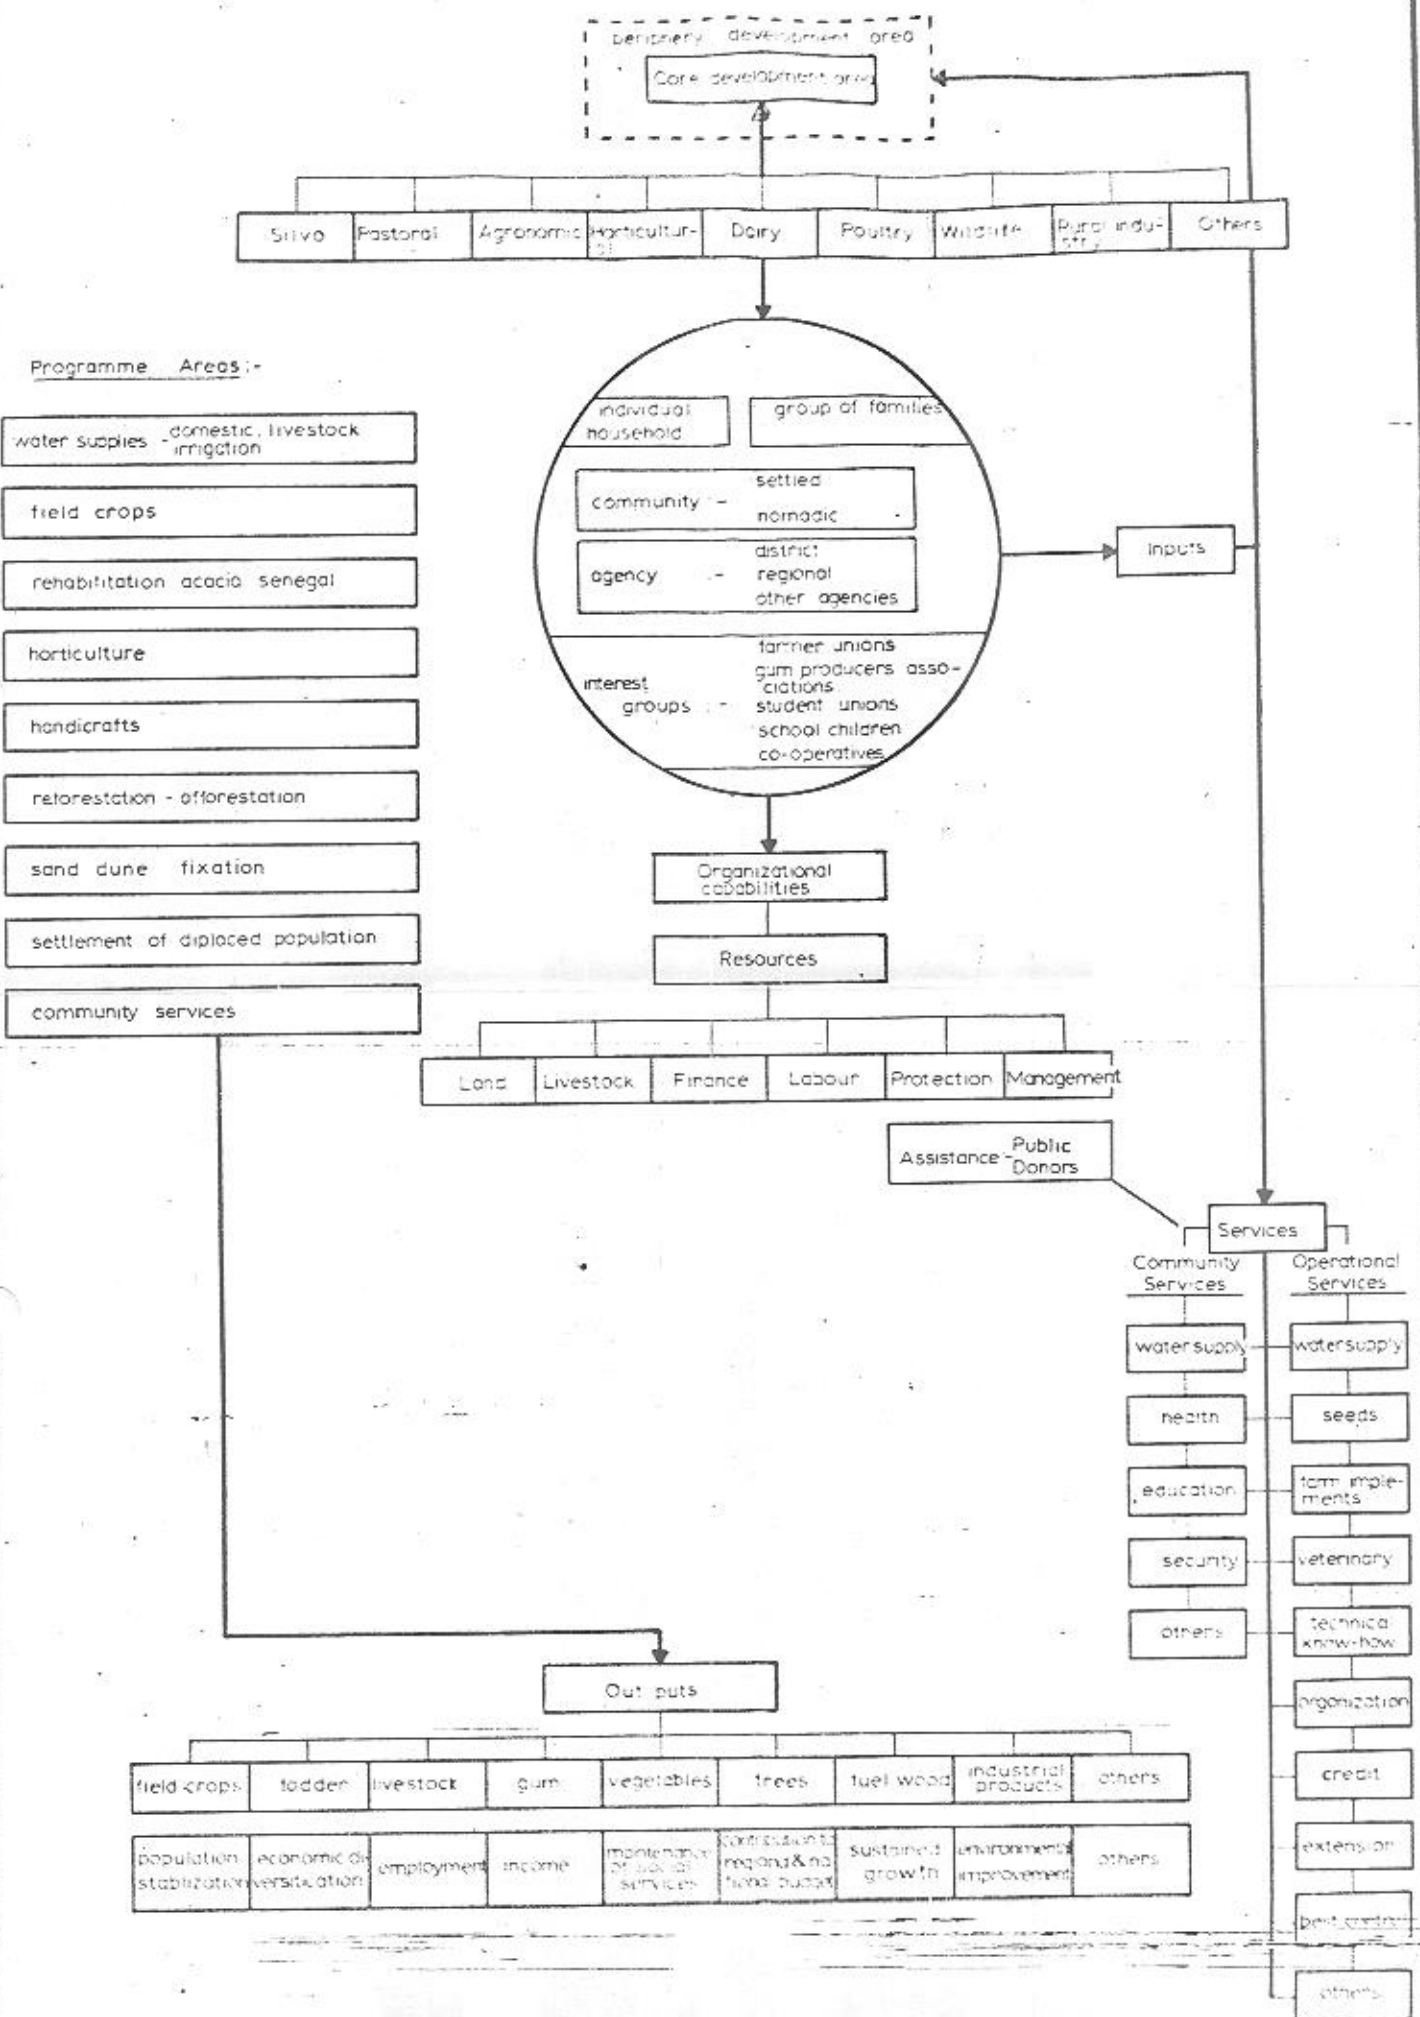 periphery development area
Core development area
Silvo
Pastoral
Agronomic
Horticultur-
al
Dairy
Poultry
Wildlife
Rural indu-
stry
Others
Programme Areas :-
water supplies - domestic, livestock
irrigation
field crops
rehabilitation acacia senegal
horticulture
handicrafts
reforestation - afforestation
sand dune fixation
settlement of diplaced population
community services
individual
household
group of families
community :- settled
nomadic
agency :- district
regional
other agencies
interest
groups :- farmer unions
gum producers asso-
ciations
student unions
school children
co-operatives
Inputs
Organizational
capabilities
Resources
Land
Livestock
Finance
Labour
Protection
Management
Assistance :- Public
Donors
Services
Community
Services
Operational
Services
water supply
water supply
health
seeds
education
farm imple-
ments
security
veterinary
others
technical
know-how
organization
credit
extension
others
Out puts
field crops
fodder
livestock
gum
vegetables
trees
fuel wood
industrial
products
others
population
stablization
economic di
versification
employment
income
maintenance
of social
services
contribution to
regional & na
tional budget
sustained
growth
environmental
improvement
others